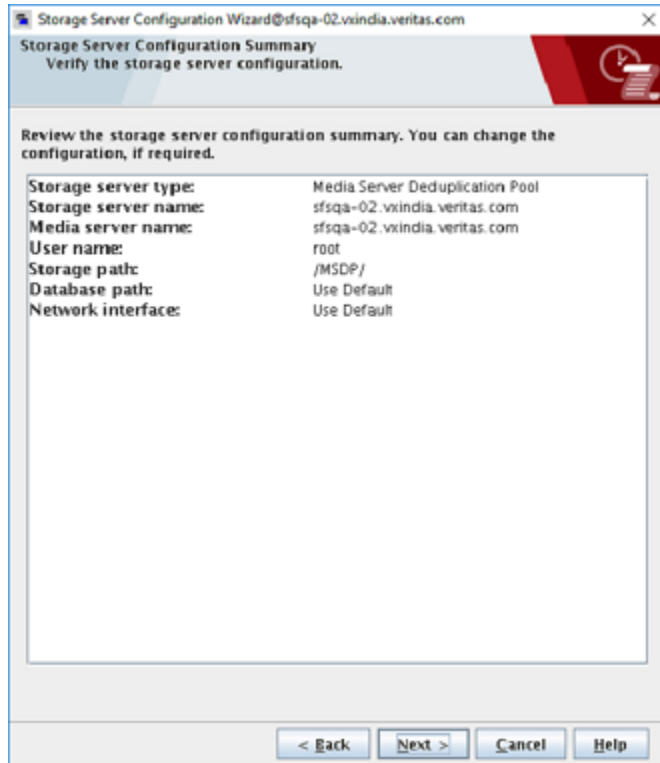 Storage Server Configuration Wizard@sfsqa-02.vxindia.veritas.com
Storage Server Configuration Summary
Verify the storage server configuration.
Review the storage server configuration summary. You can change the
configuration, if required.
Storage server type: Media Server Deduplication Pool
Storage server name: sfsqa-02.vxindia.veritas.com
Media server name: sfsqa-02.vxindia.veritas.com
User name: root
Storage path: /MSDP/
Database path: Use Default
Network interface: Use Default
< Back Next > Cancel Help